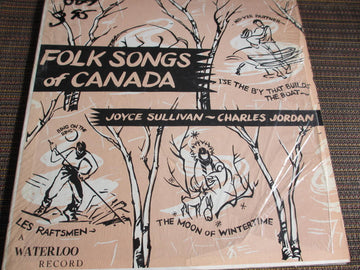 FOLK SONGS
of CANADA
I'SE THE B'Y THAT BUILDS
THE BOAT~
JOYCE SULLIVAN ~ CHARLES JORDAN
LES RAFTSMEN~
THE MOON OF WINTERTIME
A
WATERLOO
RECORD